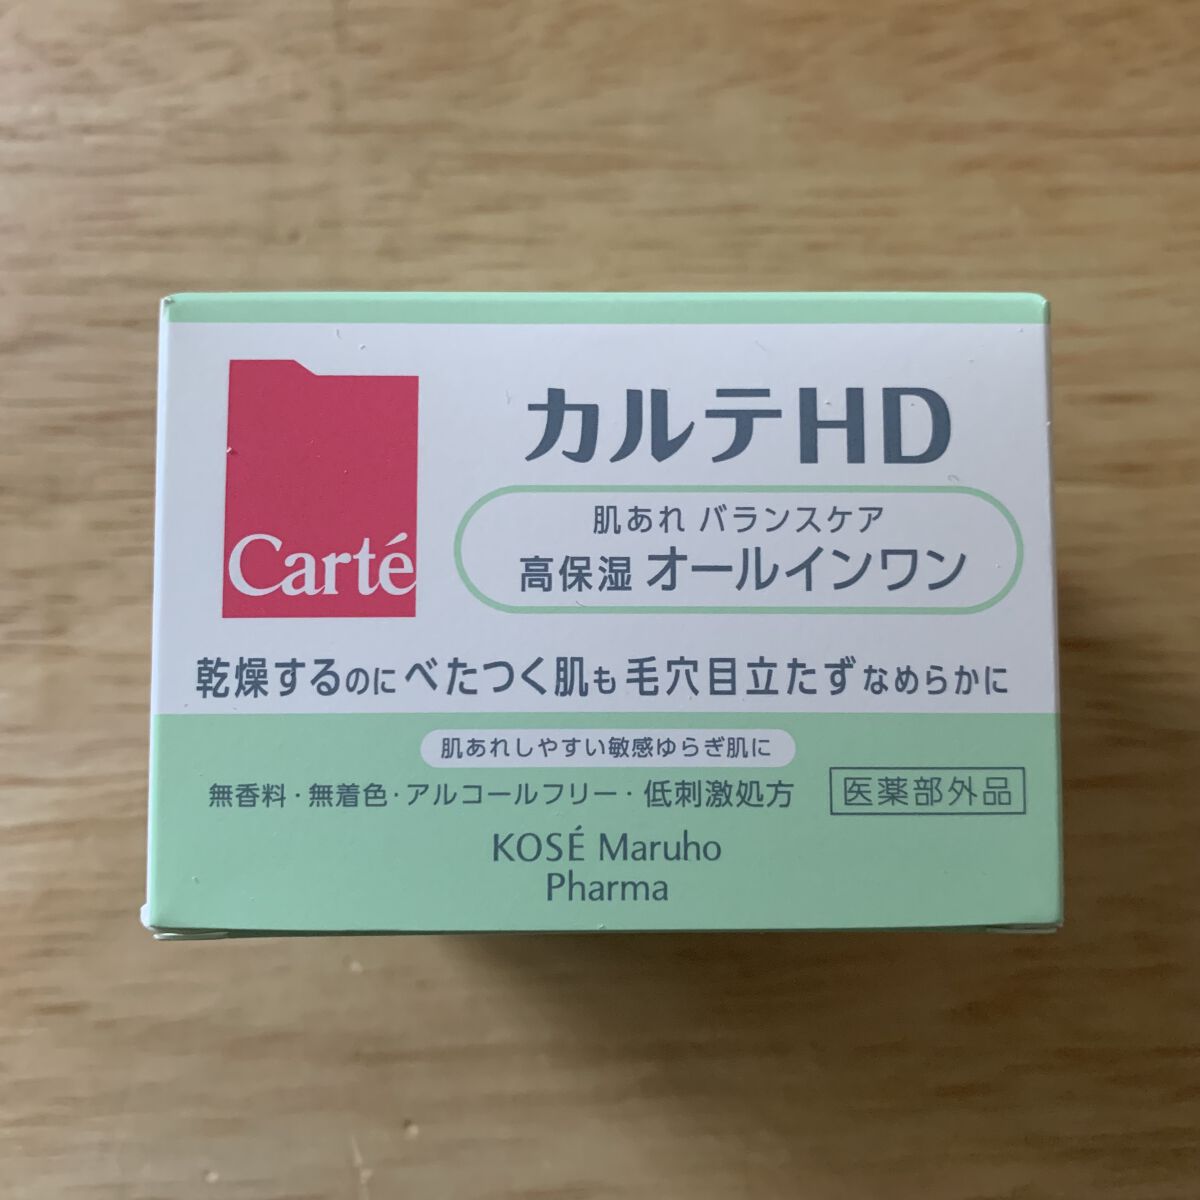 Carté
カルテHD
肌あれ バランスケア
高保湿 オールインワン
乾燥するのにべたつく肌も 毛穴目立たず なめらかに
肌あれしやすい敏感ゆらぎ肌に
無香料・無着色・アルコールフリー・低刺激処方
医薬部外品
KOSÉ Maruho
Pharma